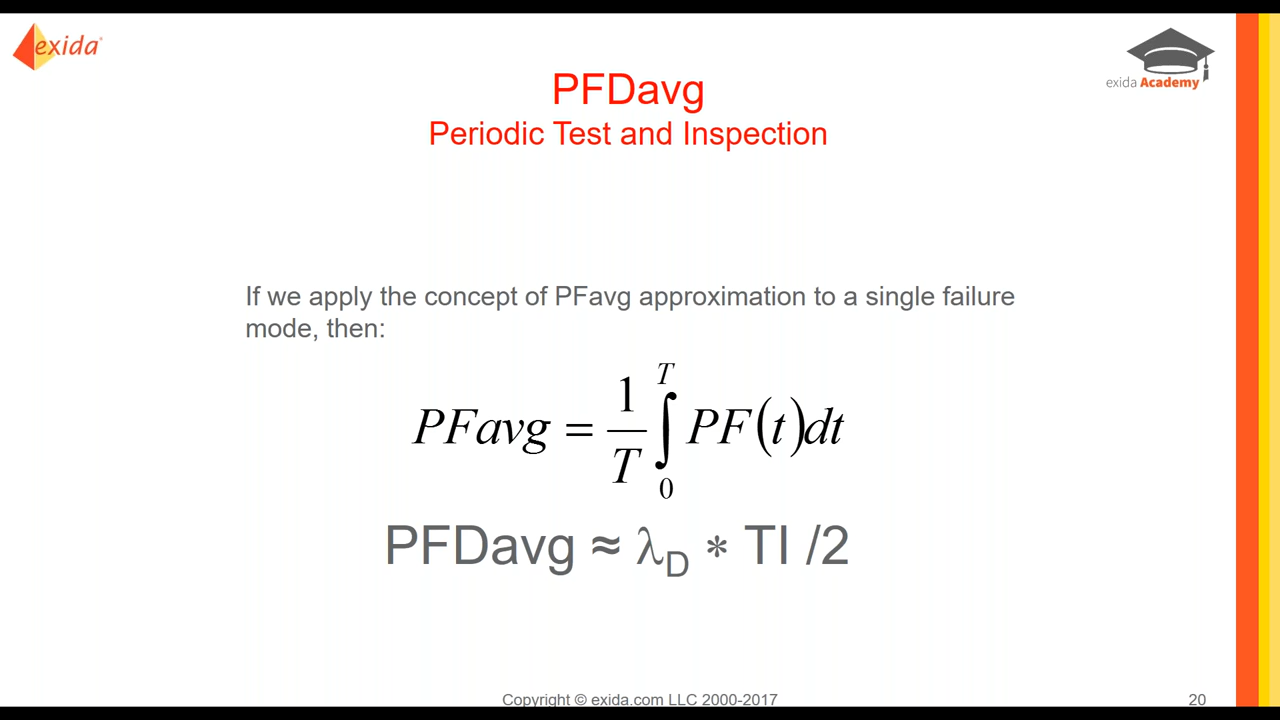 exida
exida Academy
PFDavg
Periodic Test and Inspection
If we apply the concept of PFavg approximation to a single failure
mode, then:
PFavg = 1/T ∫₀ᵀ PF(t)dt
PFDavg ≈ λ_D * TI /2
Copyright © exida.com LLC 2000-2017
20